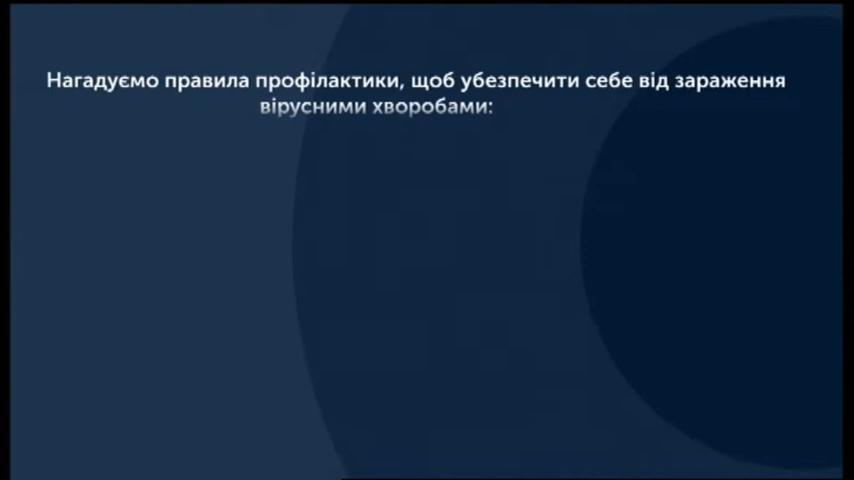 Нагадуємо правила профілактики, щоб убезпечити себе від зараження
вірусними хворобами: